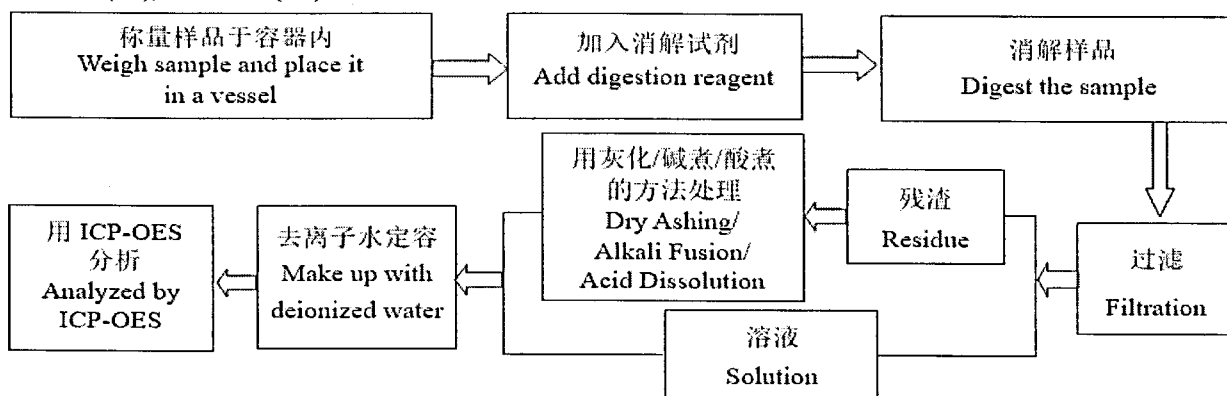 称量样品于容器内
Weigh sample and place it
in a vessel
加入消解试剂
Add digestion reagent
消解样品
Digest the sample
过滤
Filtration
残渣
Residue
用灰化/碱煮/酸煮
的方法处理
Dry Ashing/
Alkali Fusion/
Acid Dissolution
溶液
Solution
去离子水定容
Make up with
deionized water
用 ICP-OES
分析
Analyzed by
ICP-OES